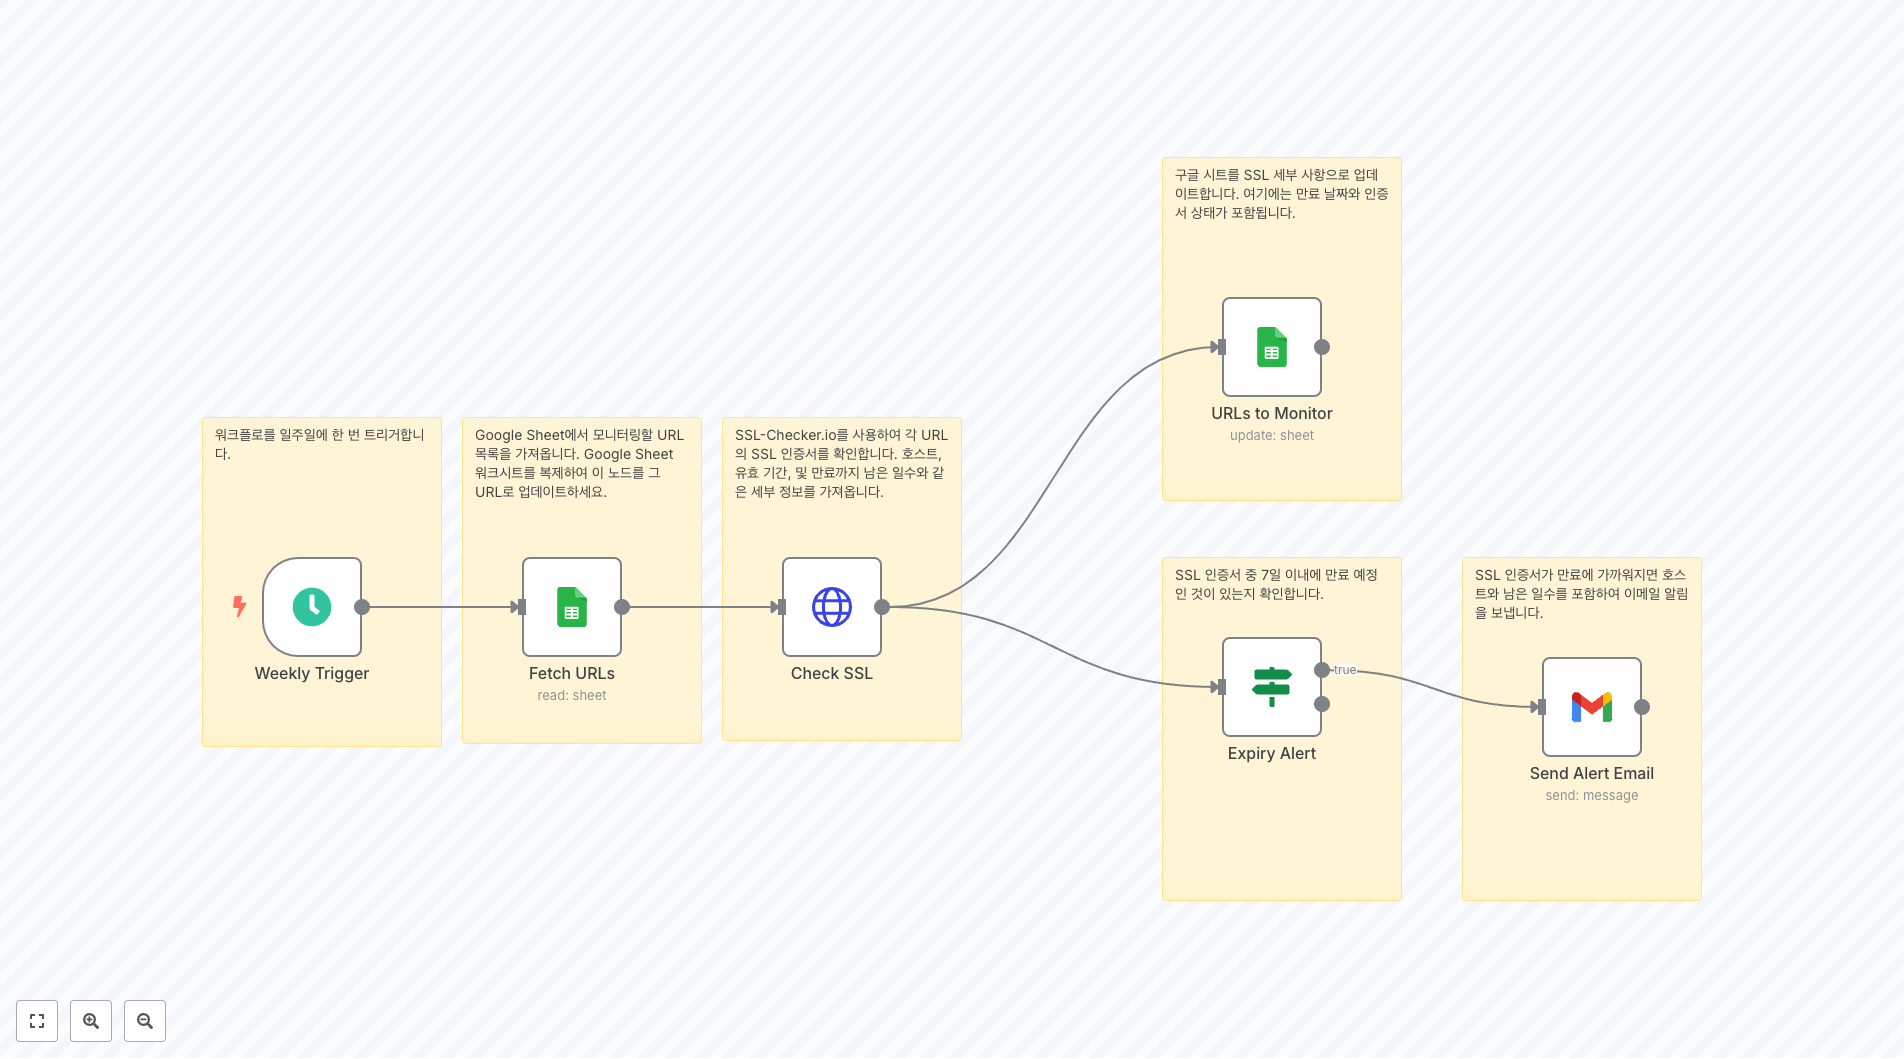 구글 시트를 SSL 세부 사항으로 업데
이트합니다. 여기에는 만료 날짜와 인증
서 상태가 포함됩니다.
URLs to Monitor
update: sheet
워크플로를 일주일에 한 번 트리거합니
다.
Weekly Trigger
Google Sheet에서 모니터링할 URL
목록을 가져옵니다. Google Sheet
워크시트를 복제하여 이 노드를 그
URL로 업데이트하세요.
Fetch URLs
read: sheet
SSL-Checker.io를 사용하여 각 URL
의 SSL 인증서를 확인합니다. 호스트,
유효 기간, 및 만료까지 남은 일수와 같
은 세부 정보를 가져옵니다.
Check SSL
SSL 인증서 중 7일 이내에 만료 예정
인 것이 있는지 확인합니다.
true
Expiry Alert
SSL 인증서가 만료에 가까워지면 호스
트와 남은 일수를 포함하여 이메일 알림
을 보냅니다.
Send Alert Email
send: message